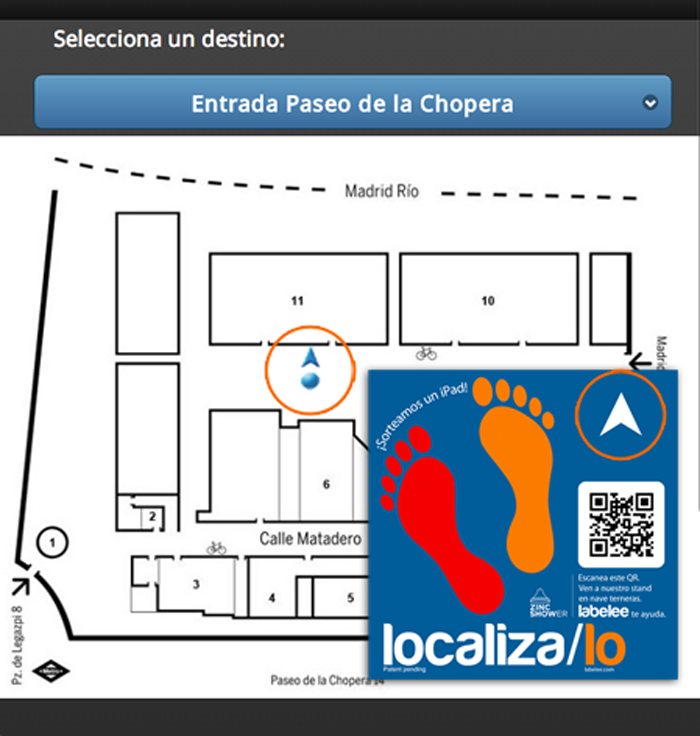 Selecciona un destino:
Entrada Paseo de la Chopera
Madrid Río
11
10
6
2
1
Calle Matadero
3
4
5
Pz. de Legazpi 8
Paseo de la Chopera 14
¡Sorteamos un iPad!
Escanea este QR.
Ven a nuestro stand
en nave terneras.
labelee te ayuda.
ZINC
SHOWER
localiza/lo
Patent pending
labelee.com